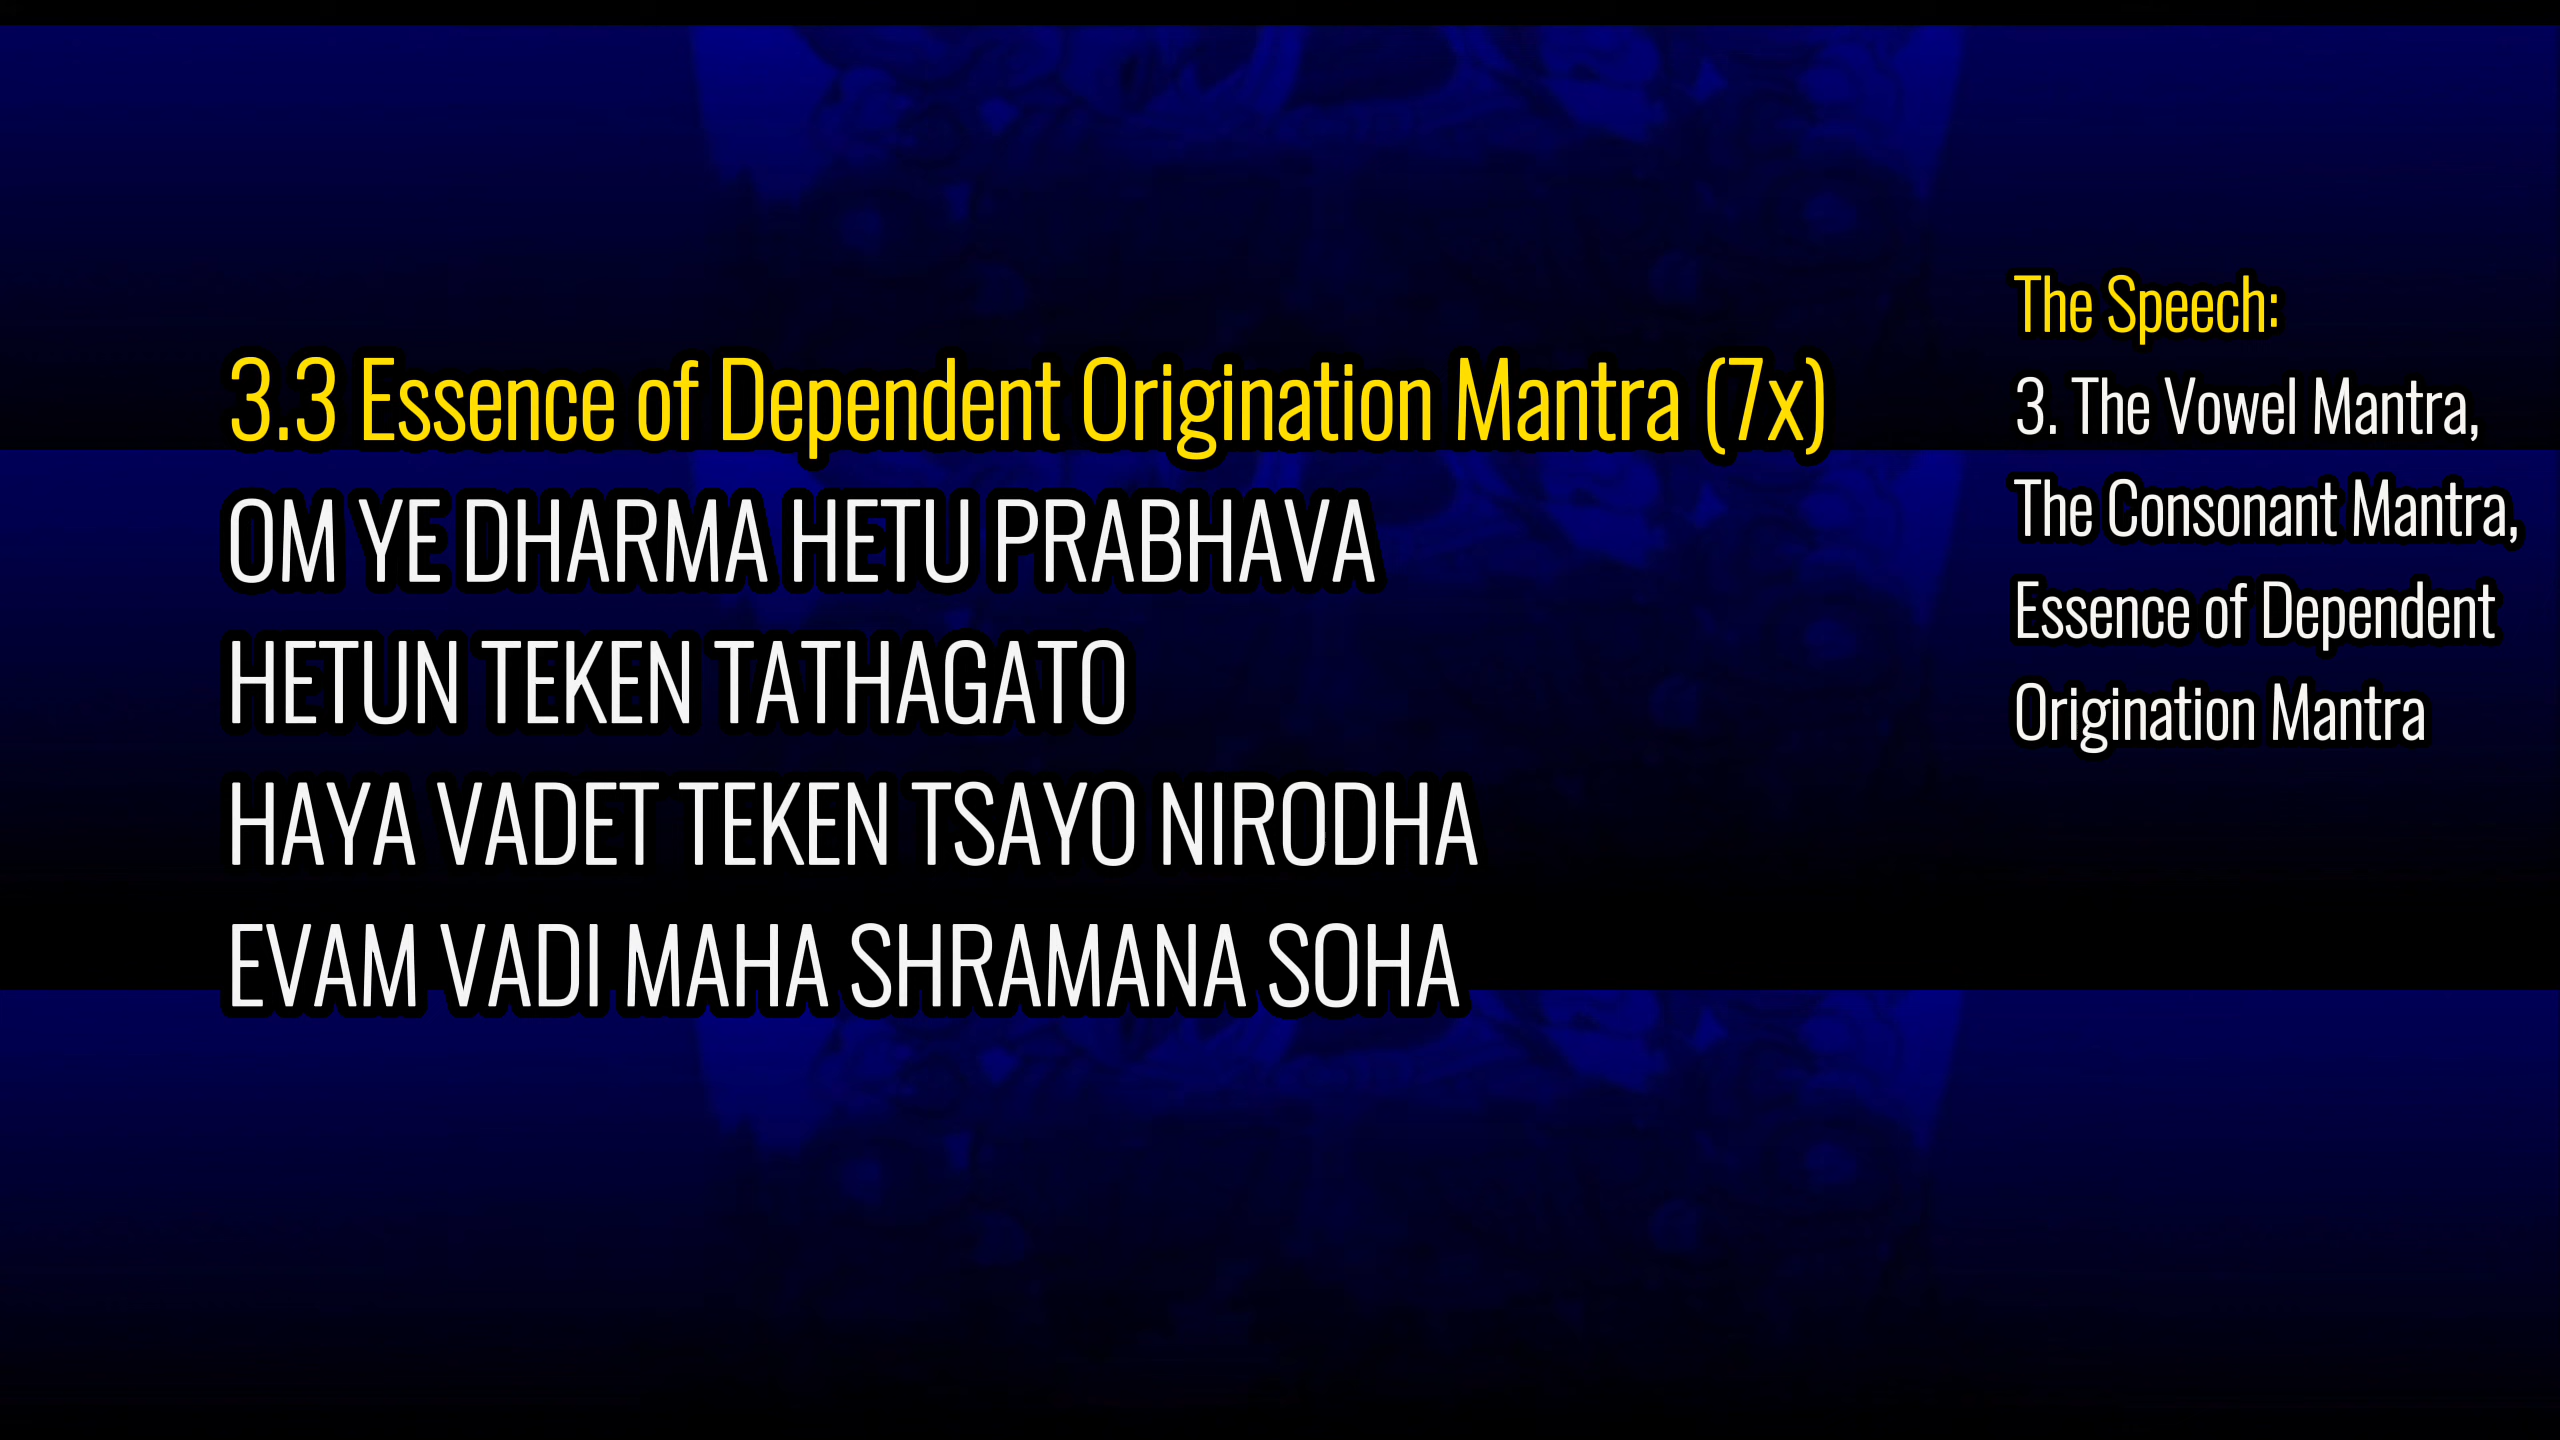 3.3 Essence of Dependent Origination Mantra (7x)
OM YE DHARMA HETU PRABHAVA
HETUN TEKEN TATHAGATO
HAYA VADET TEKEN TSAYO NIRODHA
EVAM VADI MAHA SHRAMANA SOHA
The Speech:
3. The Vowel Mantra,
The Consonant Mantra,
Essence of Dependent
Origination Mantra